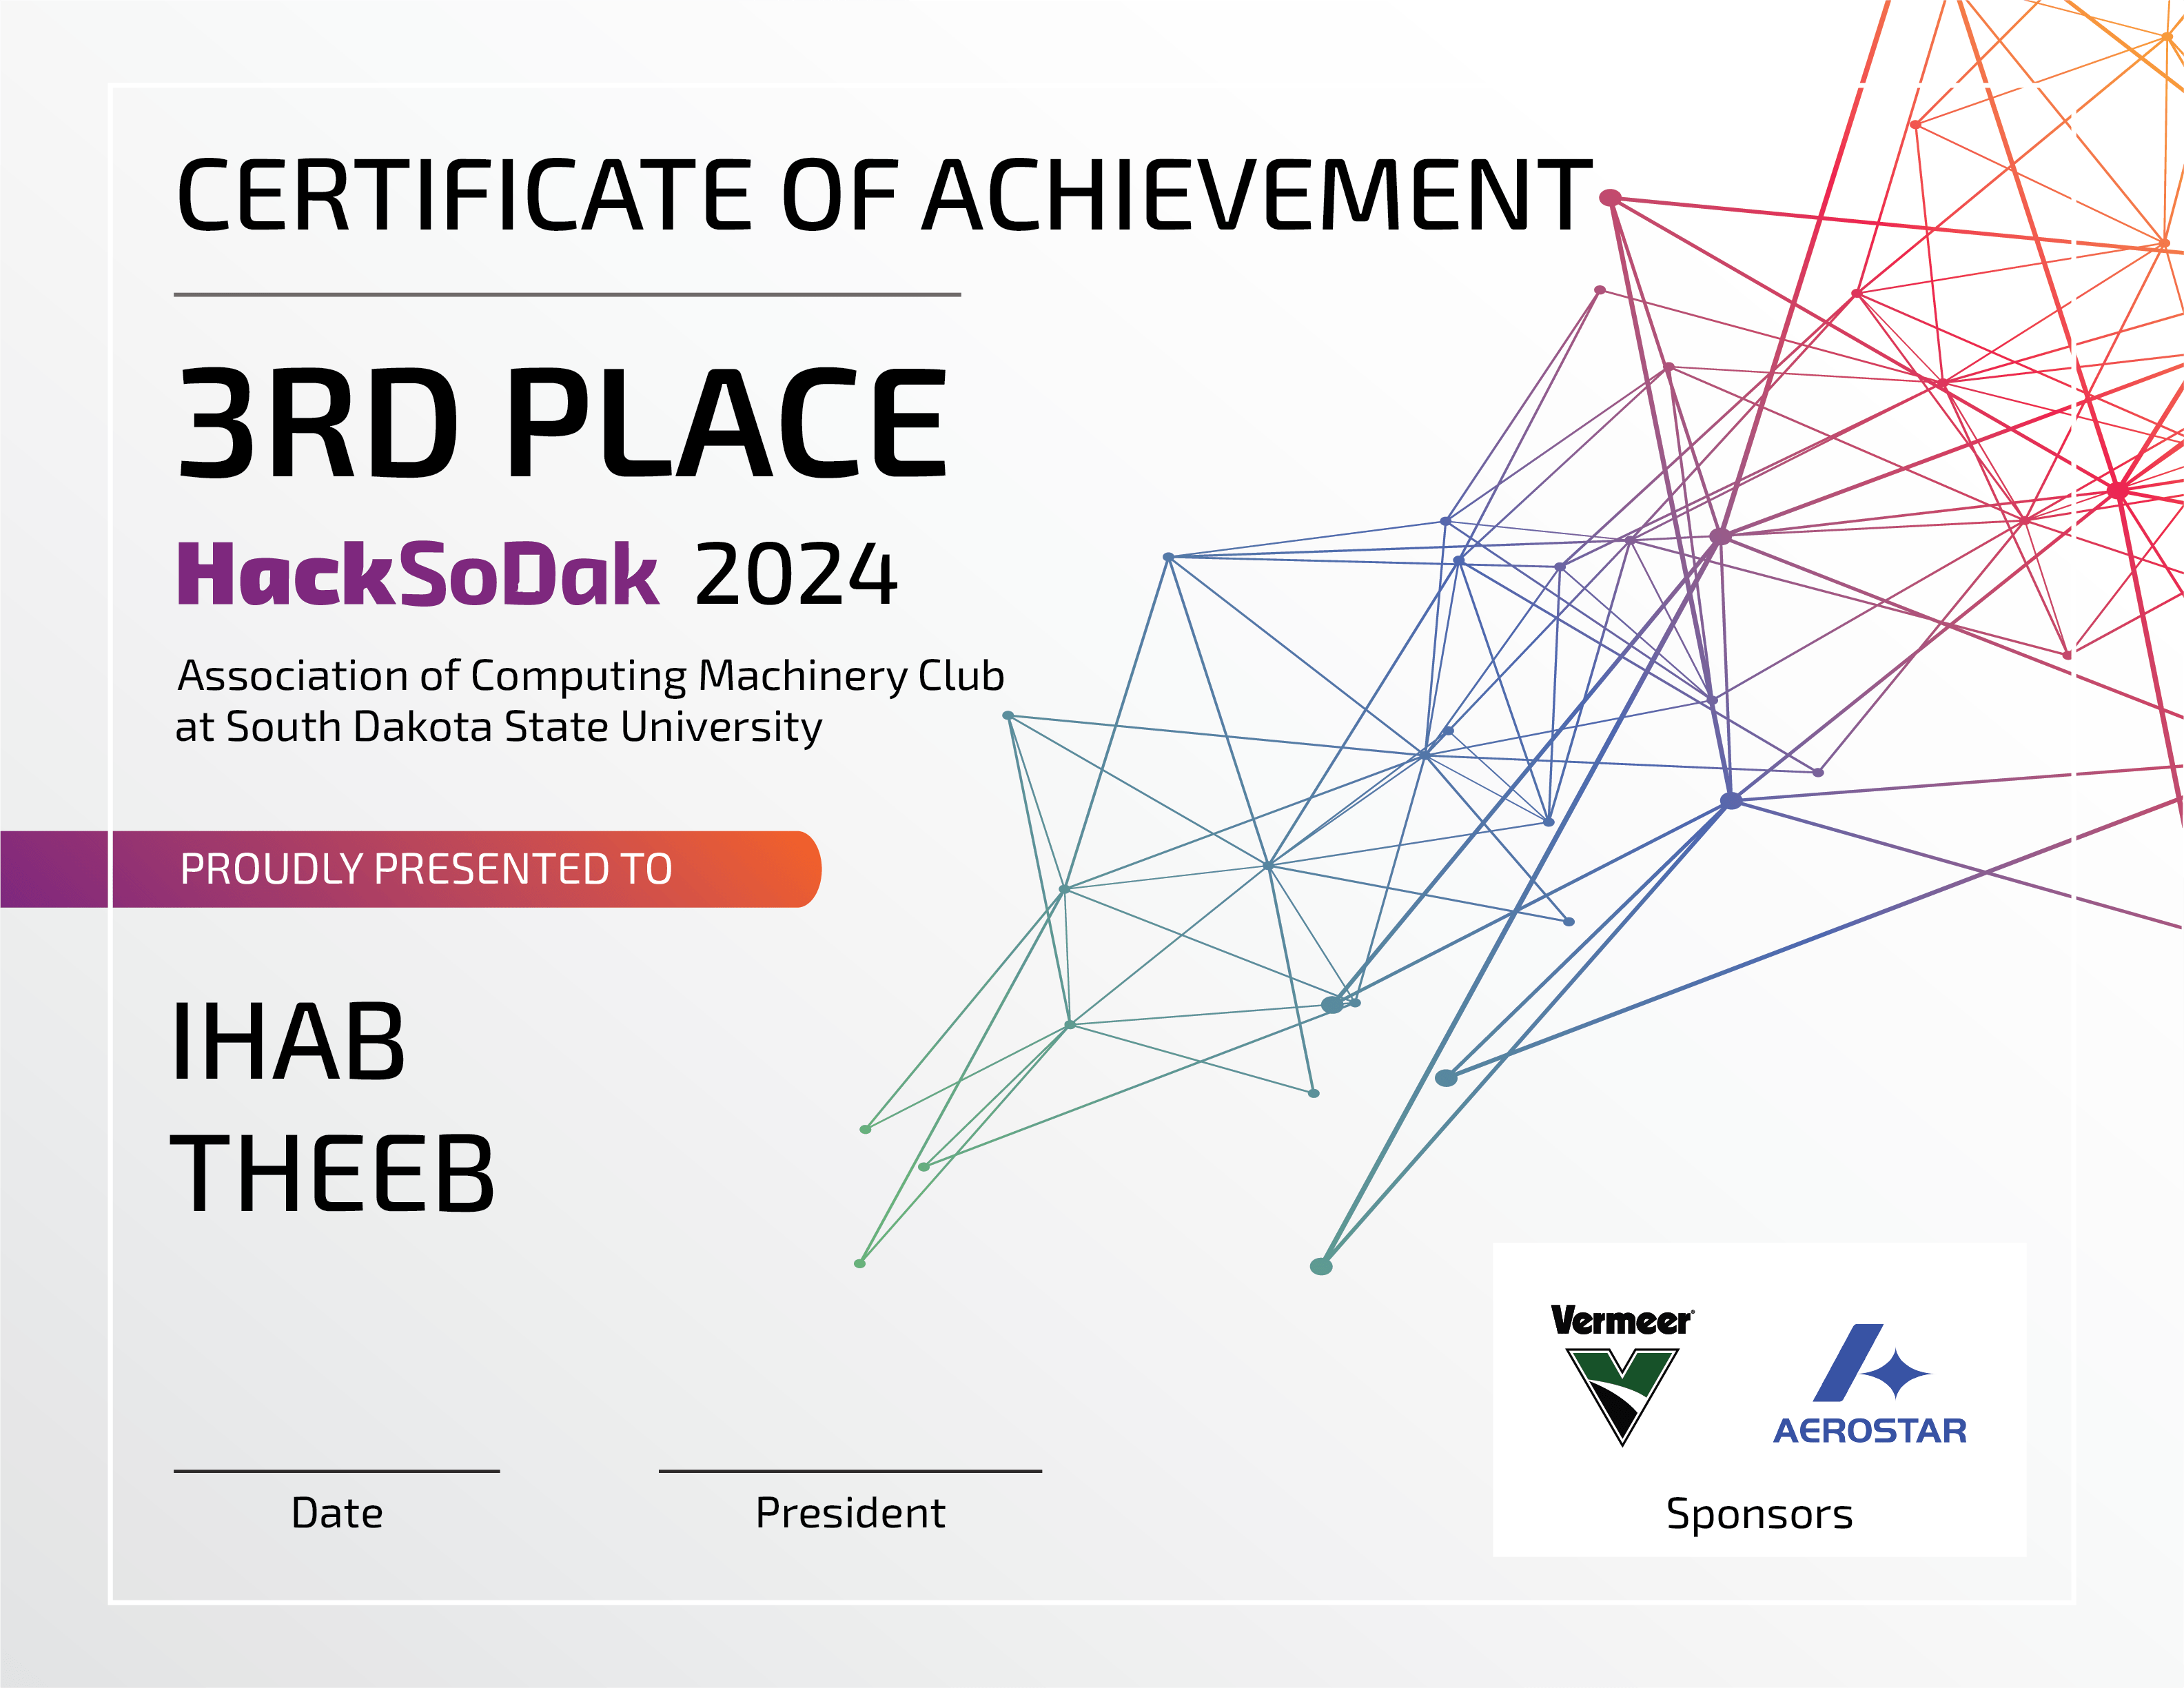 CERTIFICATE OF ACHIEVEMENT
3RD PLACE
HackSoDak 2024
Association of Computing Machinery Club
at South Dakota State University
PROUDLY PRESENTED TO
IHAB
THEEB
Date
President
Vermeer®
AEROSTAR
Sponsors